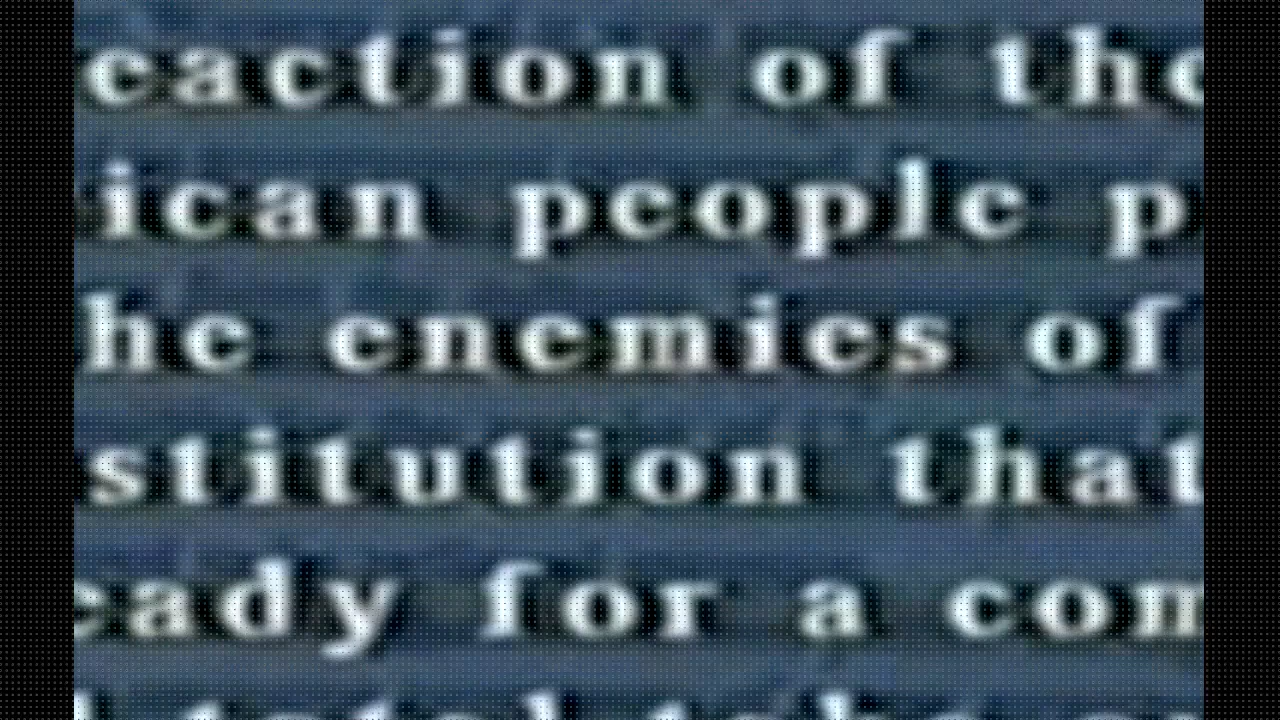 eaction of the
ican people p
he enemies of
stitution that
eady for a com